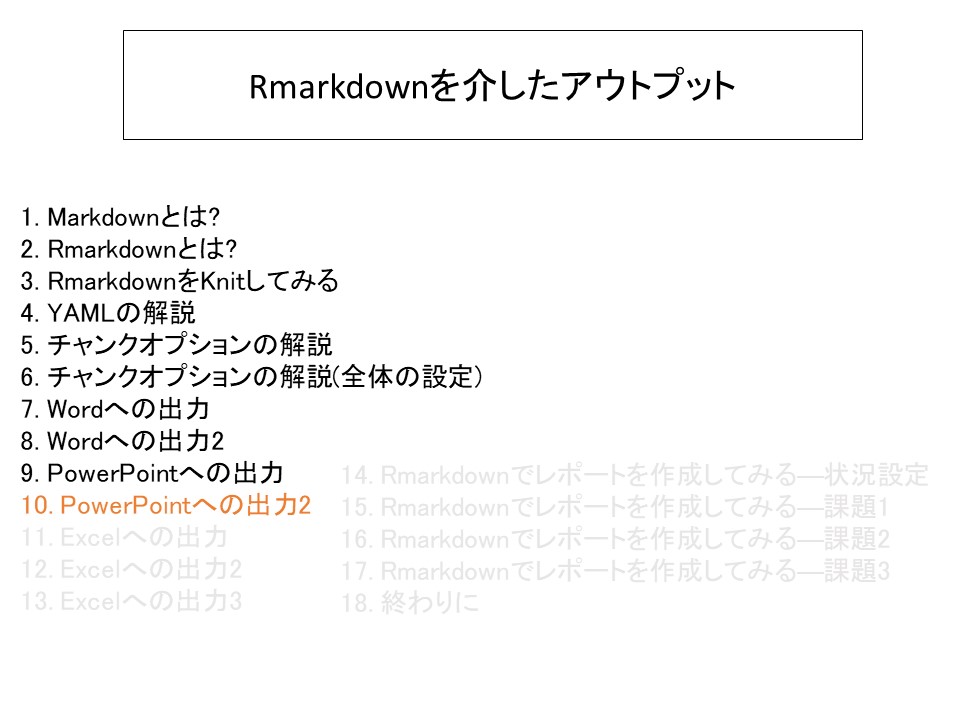 Rmarkdownを介したアウトプット
1. Markdownとは?
2. Rmarkdownとは?
3. RmarkdownをKnitしてみる
4. YAMLの解説
5. チャンクオプションの解説
6. チャンクオプションの解説(全体の設定)
7. Wordへの出力
8. Wordへの出力2
9. PowerPointへの出力
10. PowerPointへの出力2
11. Excelへの出力
12. Excelへの出力2
13. Excelへの出力3
14. Rmarkdownでレポートを作成してみる―状況設定
15. Rmarkdownでレポートを作成してみる―課題1
16. Rmarkdownでレポートを作成してみる―課題2
17. Rmarkdownでレポートを作成してみる―課題3
18. 終わりに